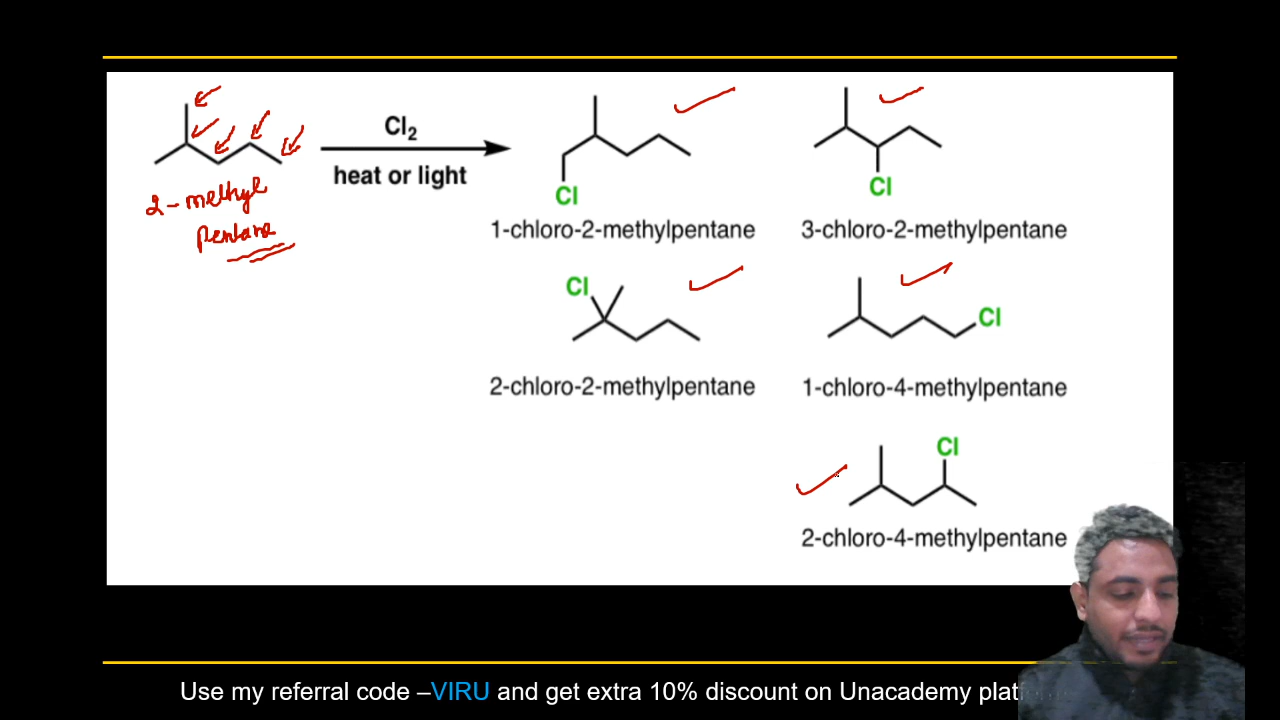 Cl2
heat or light
2-methyl
pentane
Cl
1-chloro-2-methylpentane
Cl
3-chloro-2-methylpentane
Cl
2-chloro-2-methylpentane
Cl
1-chloro-4-methylpentane
Cl
2-chloro-4-methylpentane
Use my referral code –VIRU and get extra 10% discount on Unacademy